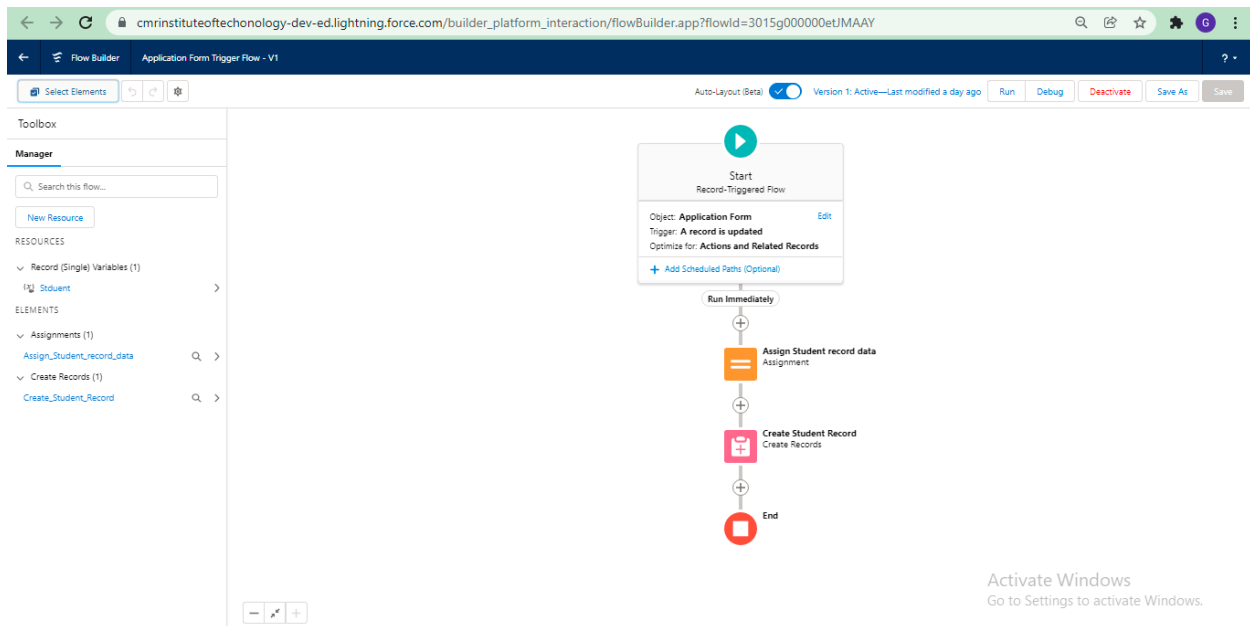 cmrinstituteoftechonology-dev-ed.lightning.force.com/builder_platform_interaction/flowBuilder.app?flowId=3015g000000etJMAAY
G
Flow Builder
Application Form Trigger Flow - V1
?
Select Elements
Auto-Layout (Beta)
Version 1: Active—Last modified a day ago
Run
Debug
Deactivate
Save As
Save
Toolbox
Manager
Search this flow...
New Resource
RESOURCES
Record (Single) Variables (1)
Stduent
ELEMENTS
Assignments (1)
Assign_Student_record_data
Create Records (1)
Create_Student_Record
Start
Record-Triggered Flow
Object: Application Form
Edit
Trigger: A record is updated
Optimize for: Actions and Related Records
+ Add Scheduled Paths (Optional)
Run Immediately
Assign Student record data
Assignment
Create Student Record
Create Records
End
Activate Windows
Go to Settings to activate Windows.